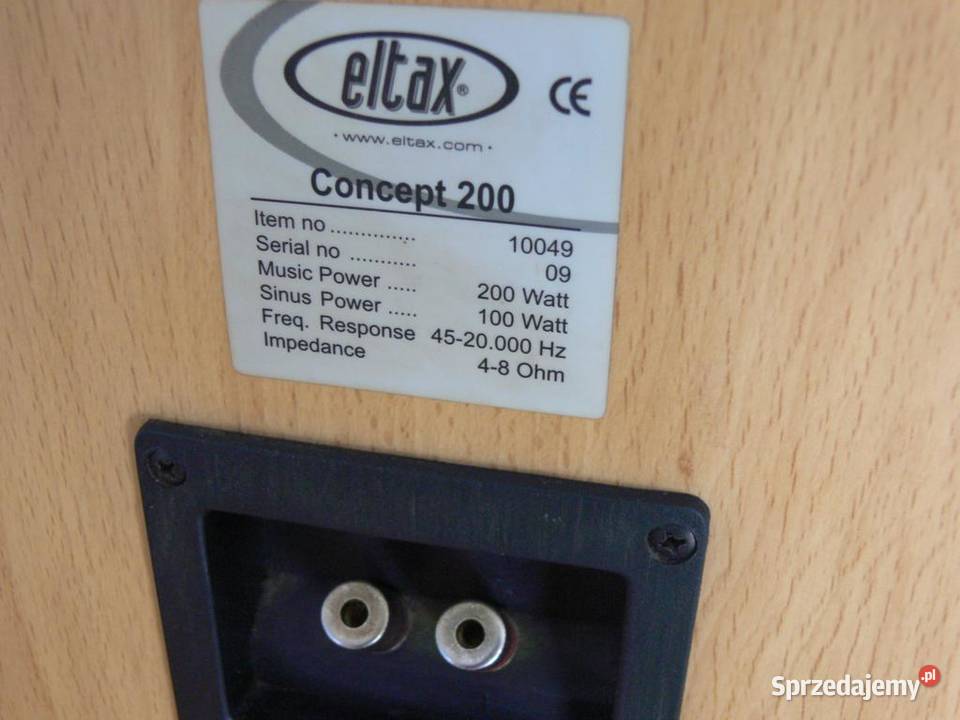 eltax®
CE
· www.eltax.com ·
Concept 200
Item no .............. 10049
Serial no ........... 09
Music Power ..... 200 Watt
Sinus Power ..... 100 Watt
Freq. Response 45-20.000 Hz
Impedance 4-8 Ohm
Sprzedajemy.pl